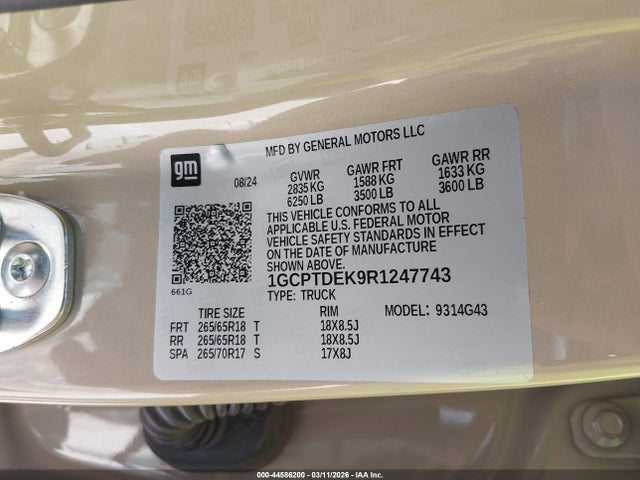 MFD BY GENERAL MOTORS LLC
gm
08/24
GVWR GAWR FRT GAWR RR
2835 KG 1588 KG 1633 KG
6250 LB 3500 LB 3600 LB
THIS VEHICLE CONFORMS TO ALL
APPLICABLE U.S. FEDERAL MOTOR
VEHICLE SAFETY STANDARDS IN EFFECT
ON THE DATE OF MANUFACTURE
SHOWN ABOVE.
661G
1GCPTDEK9R1247743
TYPE: TRUCK
TIRE SIZE RIM MODEL: 9314G43
FRT 265/65R18 T 18X8.5J
RR 265/65R18 T 18X8.5J
SPA 265/70R17 S 17X8J
000-44586200 - 03/11/2026 - IAA Inc.